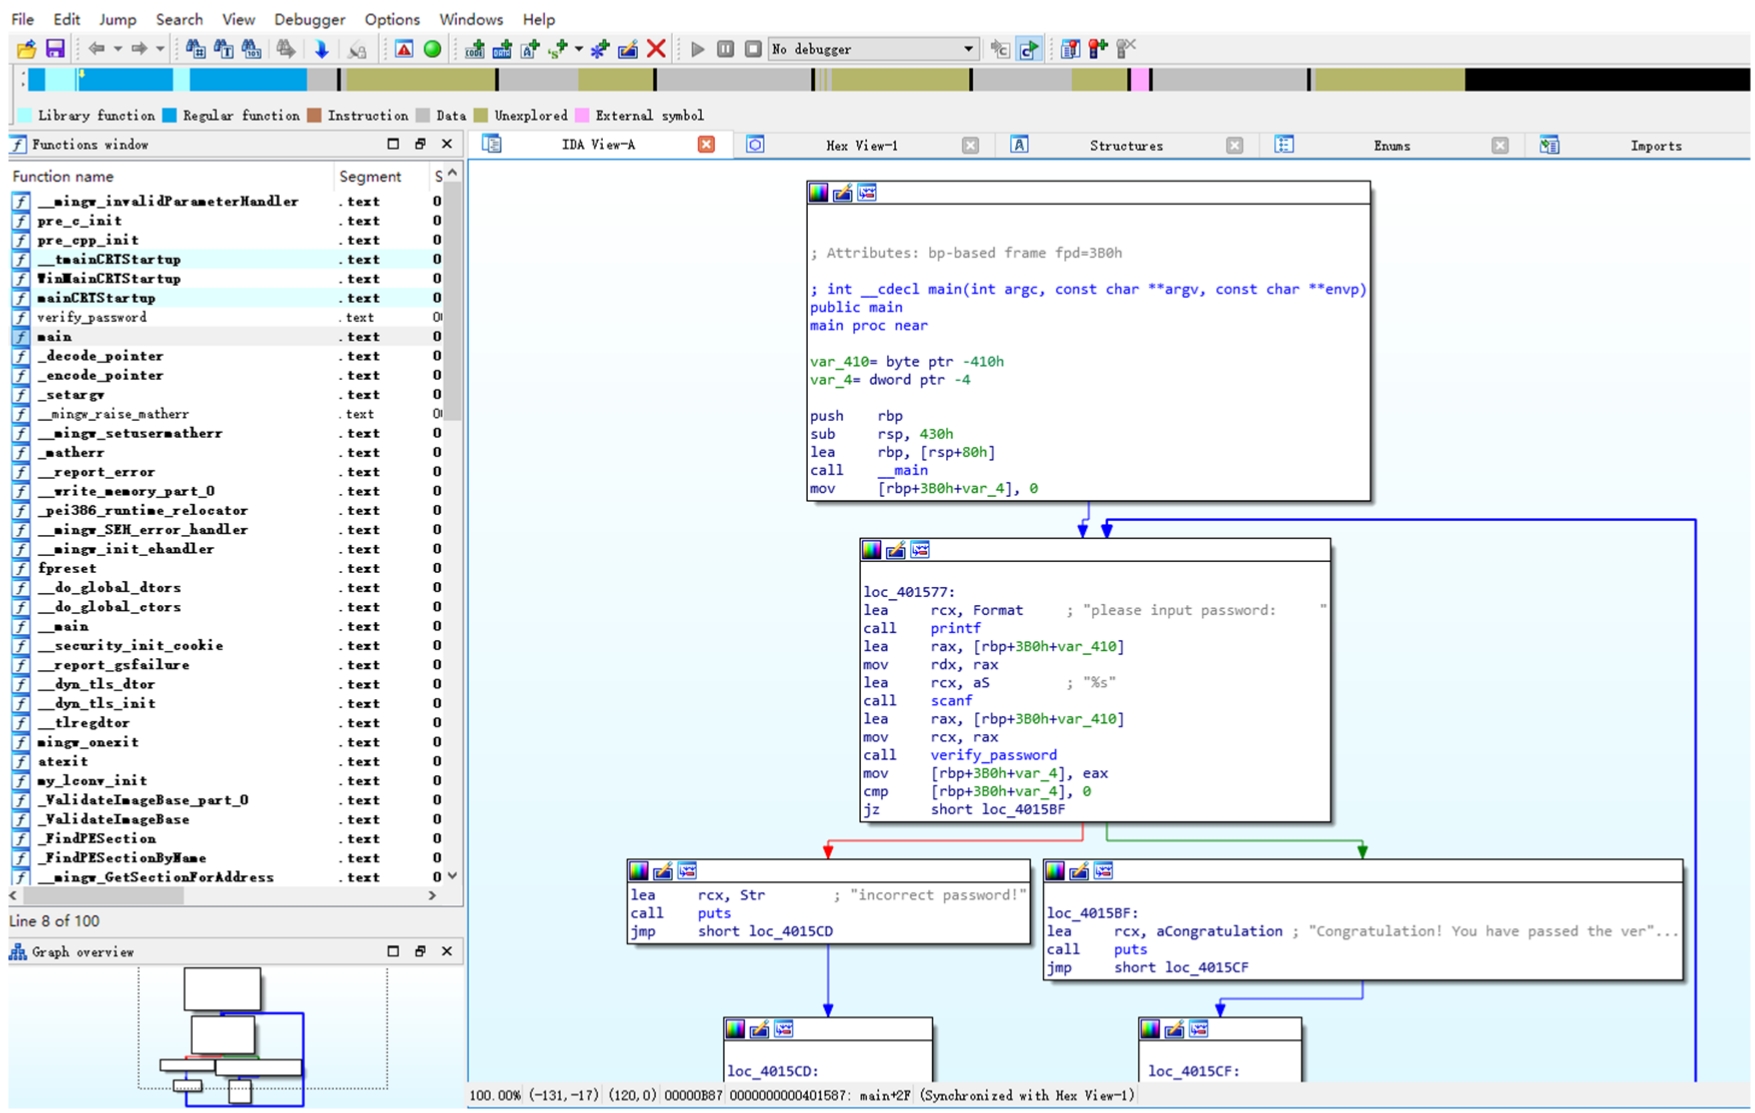 File Edit Jump Search View Debugger Options Windows Help
No debugger
Library function Regular function Instruction Data Unexplored External symbol
Functions window
Function name Segment S
__mingw_invalidParameterHandler .text 0
pre_c_init .text 0
pre_cpp_init .text 0
__tmainCRTStartup .text 0
WinMainCRTStartup .text 0
mainCRTStartup .text 0
verify_password .text 0
main .text 0
_decode_pointer .text 0
_encode_pointer .text 0
_setargv .text 0
__mingw_raise_matherr .text 0
__mingw_setusermatherr .text 0
_matherr .text 0
__report_error .text 0
__write_memory_part_0 .text 0
_pei386_runtime_relocator .text 0
__mingw_SEH_error_handler .text 0
__mingw_init_ehandler .text 0
fpreset .text 0
__do_global_dtors .text 0
__do_global_ctors .text 0
__main .text 0
__security_init_cookie .text 0
__report_gsfailure .text 0
__dyn_tls_dtor .text 0
__dyn_tls_init .text 0
__tlregdtor .text 0
mingw_onexit .text 0
atexit .text 0
my_lconv_init .text 0
_ValidateImageBase_part_0 .text 0
_ValidateImageBase .text 0
_FindPESection .text 0
_FindPESectionByName .text 0
__mingw_GetSectionForAddress .text 0
Line 8 of 100
Graph overview
IDA View-A Hex View-1 Structures Enums Imports
; Attributes: bp-based frame fpd=3B0h
; int __cdecl main(int argc, const char **argv, const char **envp)
public main
main proc near
var_410= byte ptr -410h
var_4= dword ptr -4
push rbp
sub rsp, 430h
lea rbp, [rsp+80h]
call __main
mov [rbp+3B0h+var_4], 0
loc_401577:
lea rcx, Format ; "please input password: "
call printf
lea rax, [rbp+3B0h+var_410]
mov rdx, rax
lea rcx, aS ; "%s"
call scanf
lea rax, [rbp+3B0h+var_410]
mov rcx, rax
call verify_password
mov [rbp+3B0h+var_4], eax
cmp [rbp+3B0h+var_4], 0
jz short loc_4015BF
lea rcx, Str ; "incorrect password!"
call puts
jmp short loc_4015CD
loc_4015BF:
lea rcx, aCongratulation ; "Congratulation! You have passed the ver"...
call puts
jmp short loc_4015CF
loc_4015CD:
loc_4015CF:
100.00% (-131,-17) (120,0) 00000B87 0000000000401587: main+2F (Synchronized with Hex View-1)